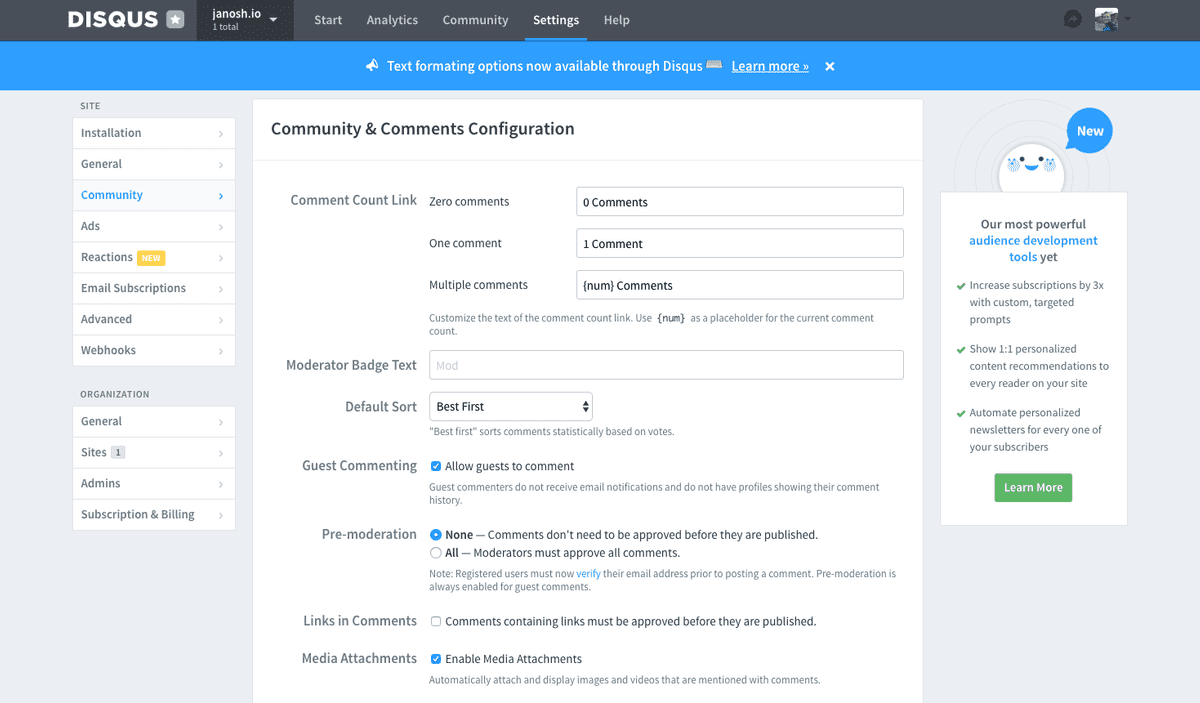 DISQUS
janosh.io
1 total
Start
Analytics
Community
Settings
Help
Text formating options now available through Disqus
Learn more »
SITE
Installation
General
Community
Ads
Reactions NEW
Email Subscriptions
Advanced
Webhooks
ORGANIZATION
General
Sites 1
Admins
Subscription & Billing
Community & Comments Configuration
Comment Count Link
Zero comments
0 Comments
One comment
1 Comment
Multiple comments
{num} Comments
Customize the text of the comment count link. Use {num} as a placeholder for the current comment
count.
Moderator Badge Text
Mod
Default Sort
Best First
"Best first" sorts comments statistically based on votes.
Guest Commenting
Allow guests to comment
Guest commenters do not receive email notifications and do not have profiles showing their comment
history.
Pre-moderation
None — Comments don't need to be approved before they are published.
All — Moderators must approve all comments.
Note: Registered users must now verify their email address prior to posting a comment. Pre-moderation is
always enabled for guest comments.
Links in Comments
Comments containing links must be approved before they are published.
Media Attachments
Enable Media Attachments
Automatically attach and display images and videos that are mentioned with comments.
New
Our most powerful
audience development
tools yet
Increase subscriptions by 3x
with custom, targeted
prompts
Show 1:1 personalized
content recommendations to
every reader on your site
Automate personalized
newsletters for every one of
your subscribers
Learn More